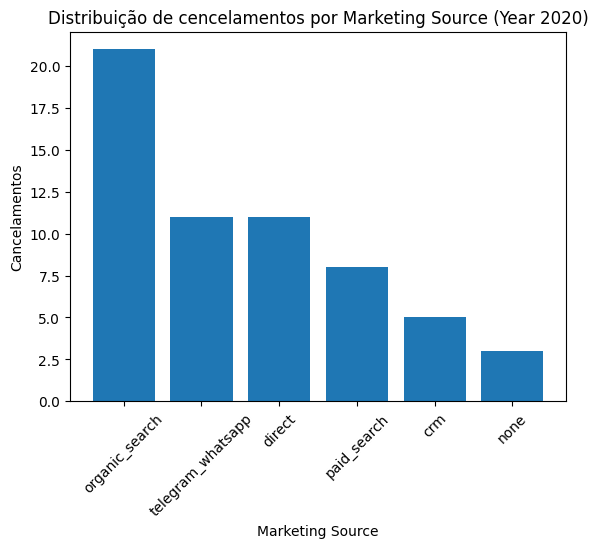 Distribuição de cencelamentos por Marketing Source (Year 2020)
Cancelamentos
20.0
17.5
15.0
12.5
10.0
7.5
5.0
2.5
0.0
organic_search
telegram_whatsapp
direct
paid_search
crm
none
Marketing Source